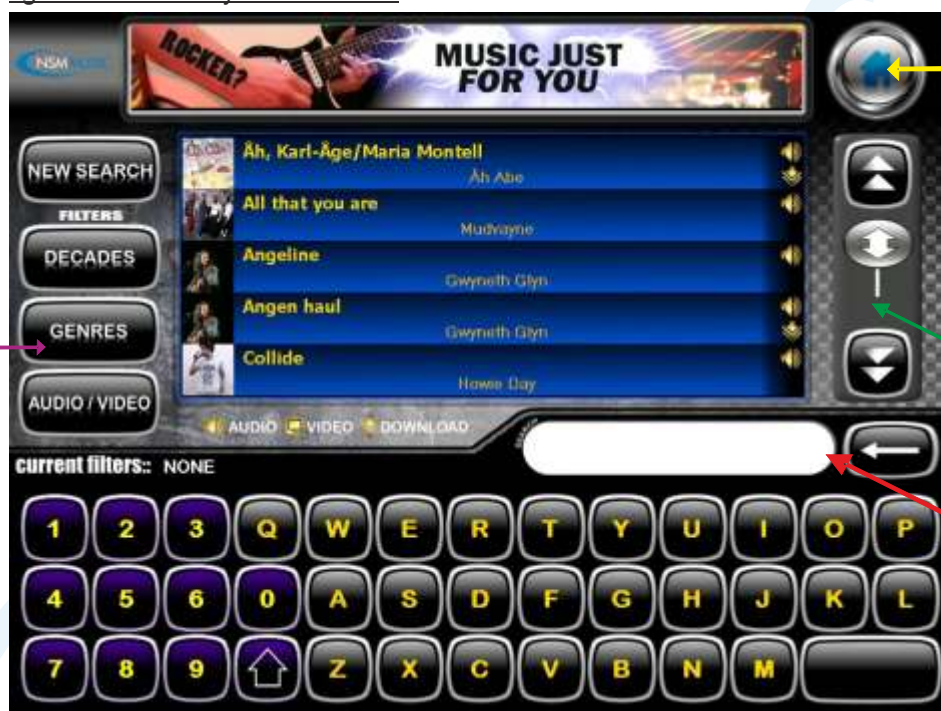 NSM MUSIC
ROCKER?
MUSIC JUST
FOR YOU
NEW SEARCH
FILTERS
DECADES
GENRES
AUDIO / VIDEO
Åh, Karl-Åge/Maria Montell
Åh Abe
All that you are
Mudvayne
Angeline
Gwyneth Glyn
Angen haul
Gwyneth Glyn
Collide
Howie Day
AUDIO VIDEO DOWNLOAD
SEARCH
current filters:: NONE
1 2 3 Q W E R T Y U I O P
4 5 6 0 A S D F G H J K L
7 8 9 Z X C V B N M